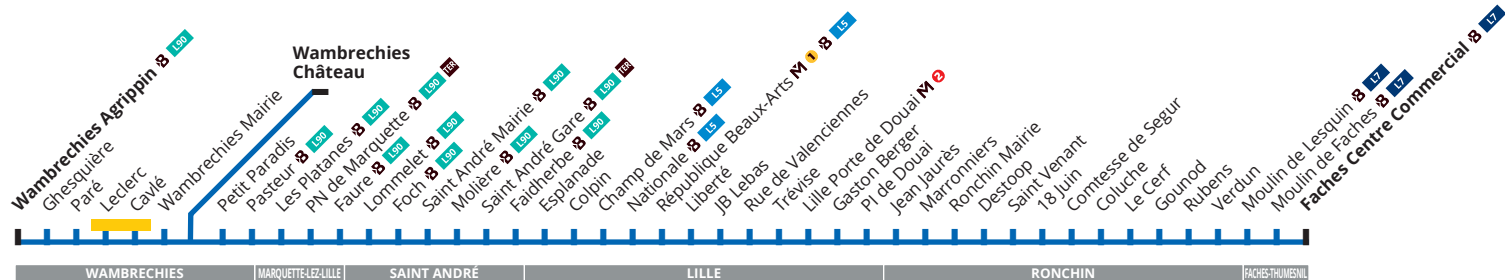 Wambrechies Agrippin L90
Ghesquière
Paré
Leclerc
Cavlé
Wambrechies Mairie
Wambrechies
Château
Petit Paradis
Pasteur L90
Les Platanes L90
PN de Marquette L90 TER
Faure L90
Lommelet L90
Foch L90
Saint André Mairie L90
Molière L90
Saint André Gare L90 TER
Faidherbe L90
Esplanade
Colpin
Champ de Mars L5
Nationale L5
République Beaux-Arts M 1 L5
Liberté
JB Lebas
Rue de Valenciennes
Trévise
Lille Porte de Douai M 2
Gaston Berger
Pl de Douai
Jean Jaurès
Marronniers
Ronchin Mairie
Destoop
Saint Venant
18 Juin
Comtesse de Segur
Coluche
Le Cerf
Gounod
Rubens
Verdun
Moulin de Lesquin L7
Moulin de Faches L7
Faches Centre Commercial L7
WAMBRECHIES
MARQUETTE-LEZ-LILLE
SAINT ANDRÉ
LILLE
RONCHIN
FACHES-THUMESNIL